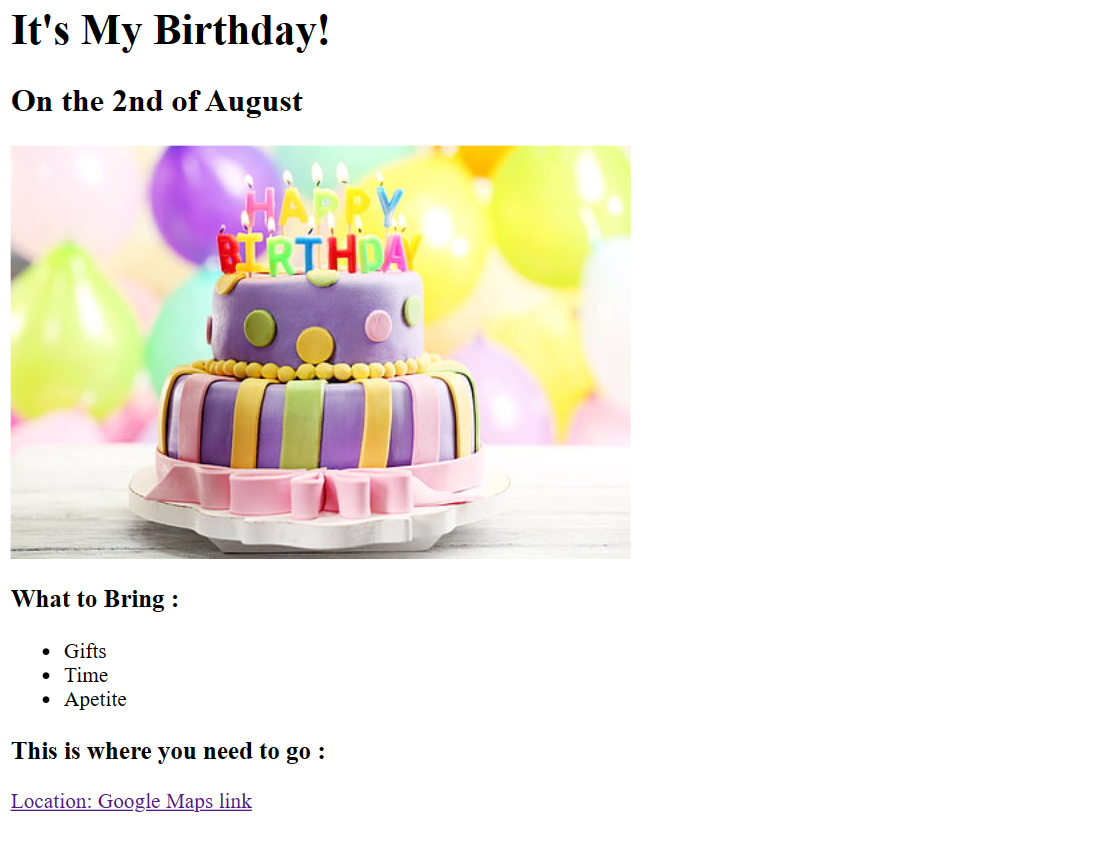 It's My Birthday!
On the 2nd of August
HAPPY
BIRTHDAY
What to Bring :
Gifts
Time
Apetite
This is where you need to go :
Location: Google Maps link